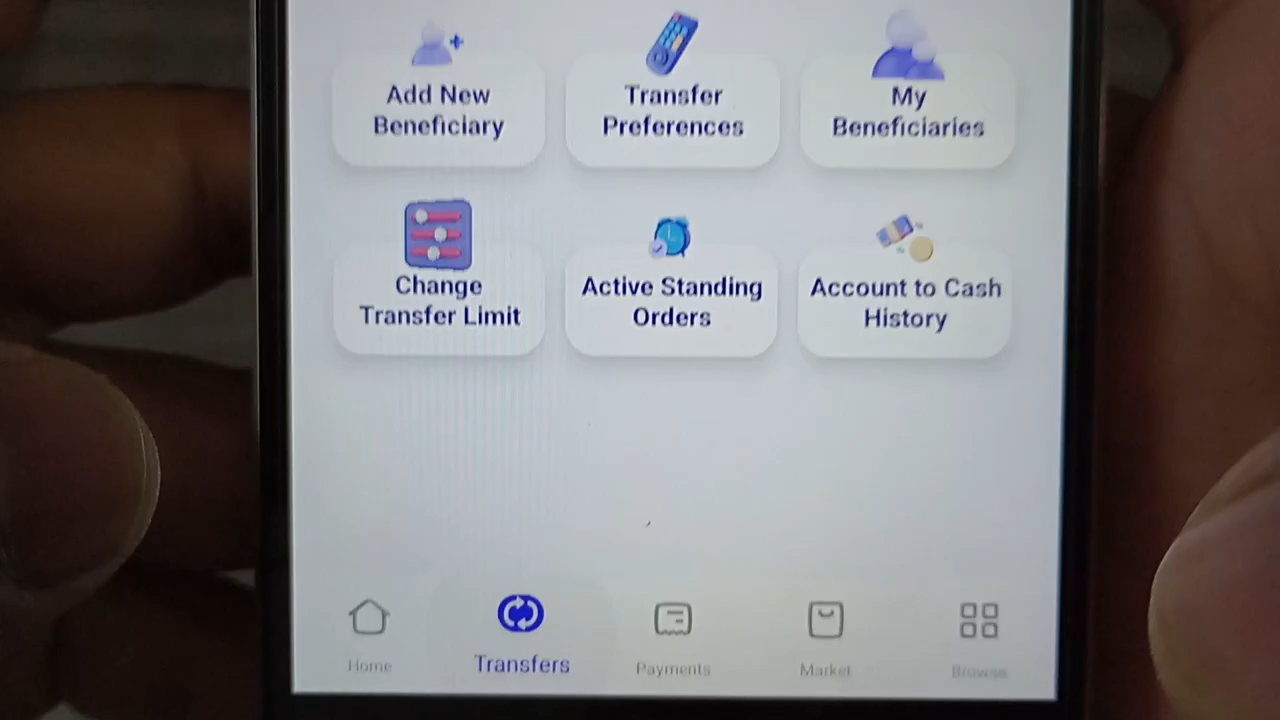 Add New
Beneficiary
Transfer
Preferences
My
Beneficiaries
Change
Transfer Limit
Active Standing
Orders
Account to Cash
History
Home
Transfers
Payments
Market
Browse